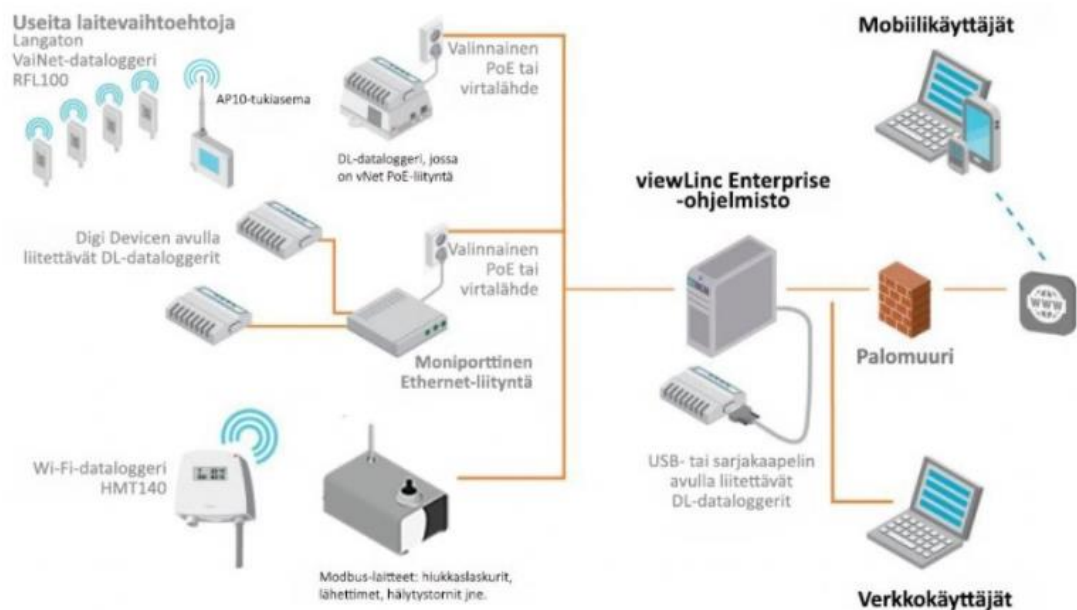 Useita laitevaihtoehtoja
Langaton
VaiNet-dataloggeri
RFL100
AP10-tukiasema
Valinnainen
PoE tai
virtalähde
DL-dataloggeri, jossa
on vNet PoE-liityntä
Digi Devicen avulla
liitettävät DL-dataloggerit
Valinnainen
PoE tai
virtalähde
Moniporttinen
Ethernet-liityntä
Wi-Fi-dataloggeri
HMT140
Modbus-laitteet: hiukkaslaskurit,
lähettimet, hälytystornit jne.
viewLinc Enterprise
-ohjelmisto
USB- tai sarjakaapelin
avulla liitettävät
DL-dataloggerit
Mobiilikäyttäjät
WWW
Palomuuri
Verkkokäyttäjät